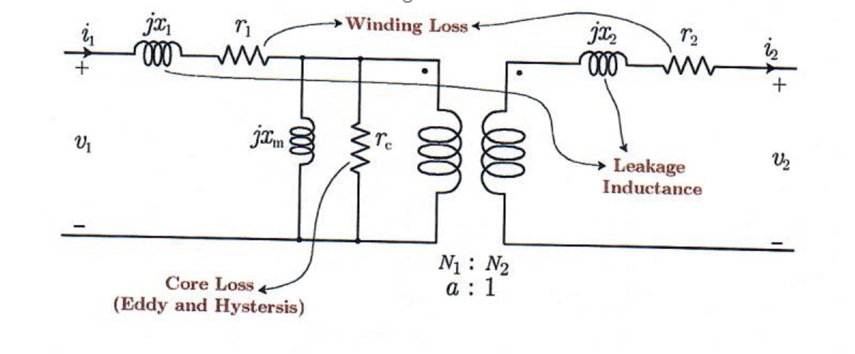 jx₁ r₁ Winding Loss jx₂ r₂
i₁ i₂
+ +
v₁ jxₘ r꜀ v₂
Leakage
Inductance
− −
N₁ : N₂
a : 1
Core Loss
(Eddy and Hystersis)